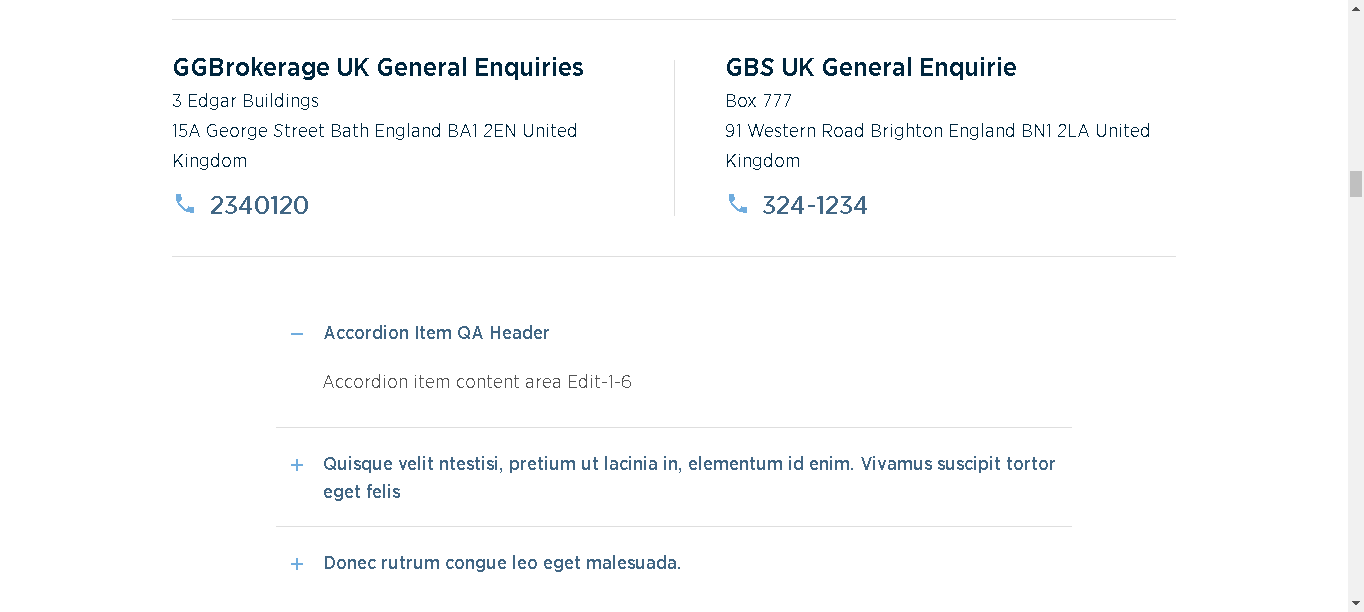 GGBrokerage UK General Enquiries
3 Edgar Buildings
15A George Street Bath England BA1 2EN United
Kingdom
2340120
GBS UK General Enquirie
Box 777
91 Western Road Brighton England BN1 2LA United
Kingdom
324-1234
Accordion Item QA Header
Accordion item content area Edit-1-6
Quisque velit ntestisi, pretium ut lacinia in, elementum id enim. Vivamus suscipit tortor
eget felis
Donec rutrum congue leo eget malesuada.